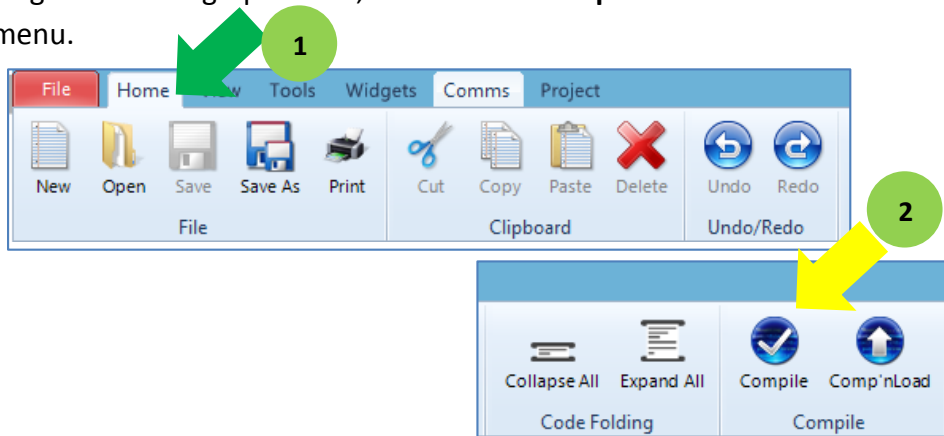 menu.
1
File Home Tools Widgets Comms Project
New Open Save Save As Print Cut Copy Paste Delete Undo Redo
File Clipboard Undo/Redo
2
Collapse All Expand All Compile Comp'nLoad
Code Folding Compile